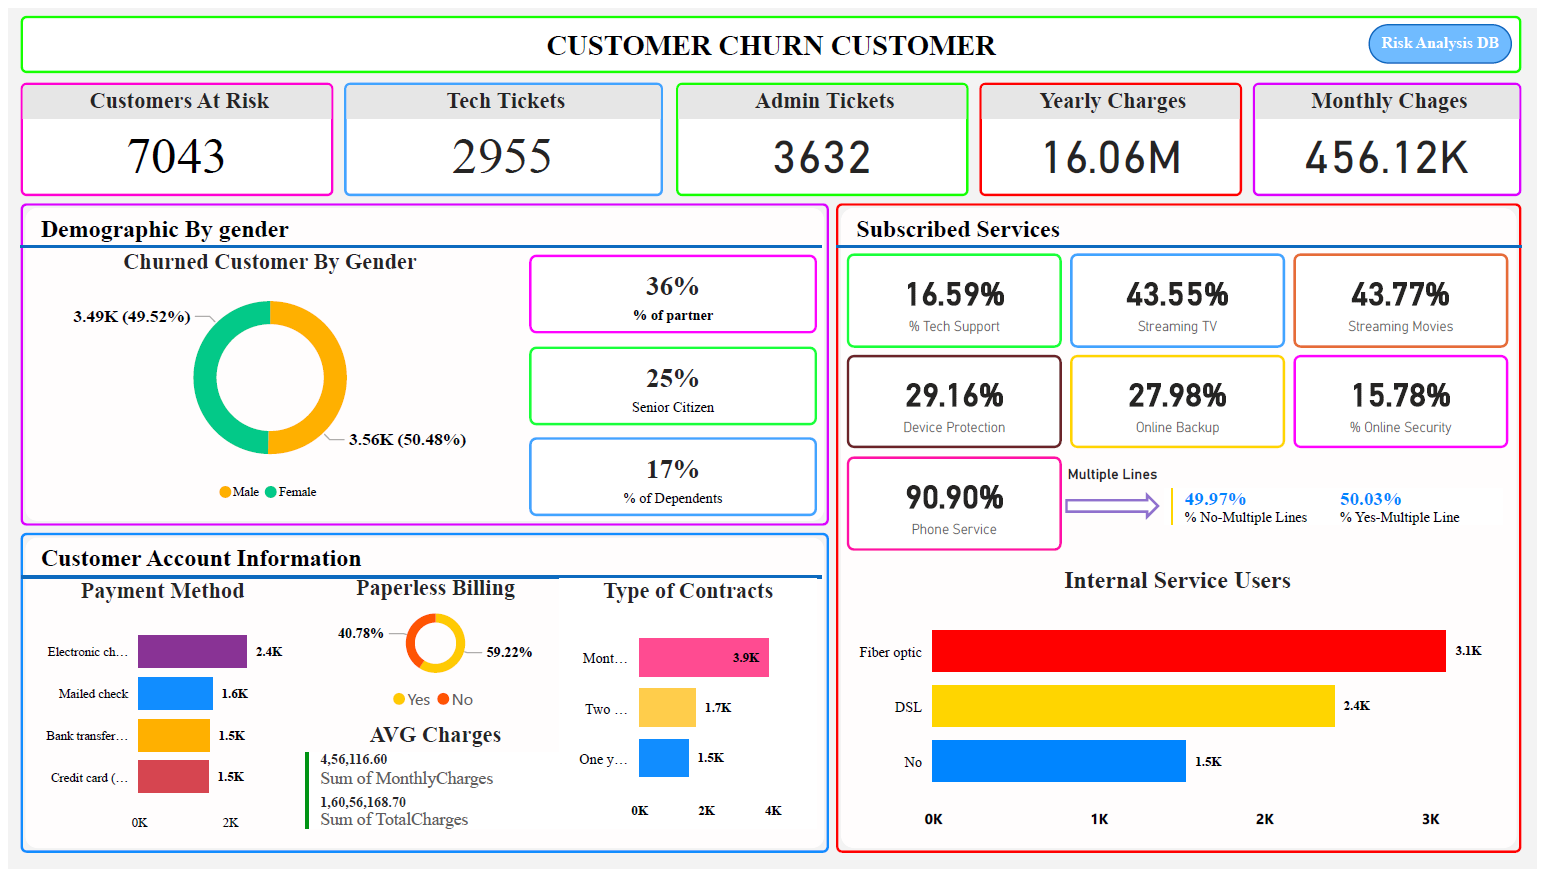 CUSTOMER CHURN CUSTOMER
Risk Analysis DB
Customers At Risk
7043
Tech Tickets
2955
Admin Tickets
3632
Yearly Charges
16.06M
Monthly Chages
456.12K
Demographic By gender
Churned Customer By Gender
3.49K (49.52%)
3.56K (50.48%)
Male Female
36%
% of partner
25%
Senior Citizen
17%
% of Dependents
Subscribed Services
16.59%
% Tech Support
43.55%
Streaming TV
43.77%
Streaming Movies
29.16%
Device Protection
27.98%
Online Backup
15.78%
% Online Security
90.90%
Phone Service
Multiple Lines
49.97%
% No-Multiple Lines
50.03%
% Yes-Multiple Line
Customer Account Information
Payment Method
Electronic ch... 2.4K
Mailed check 1.6K
Bank transfer... 1.5K
Credit card (... 1.5K
0K 2K
Paperless Billing
40.78%
59.22%
Yes No
AVG Charges
4,56,116.60
Sum of MonthlyCharges
1,60,56,168.70
Sum of TotalCharges
Type of Contracts
Mont... 3.9K
Two ... 1.7K
One y... 1.5K
0K 2K 4K
Internal Service Users
Fiber optic 3.1K
DSL 2.4K
No 1.5K
0K 1K 2K 3K